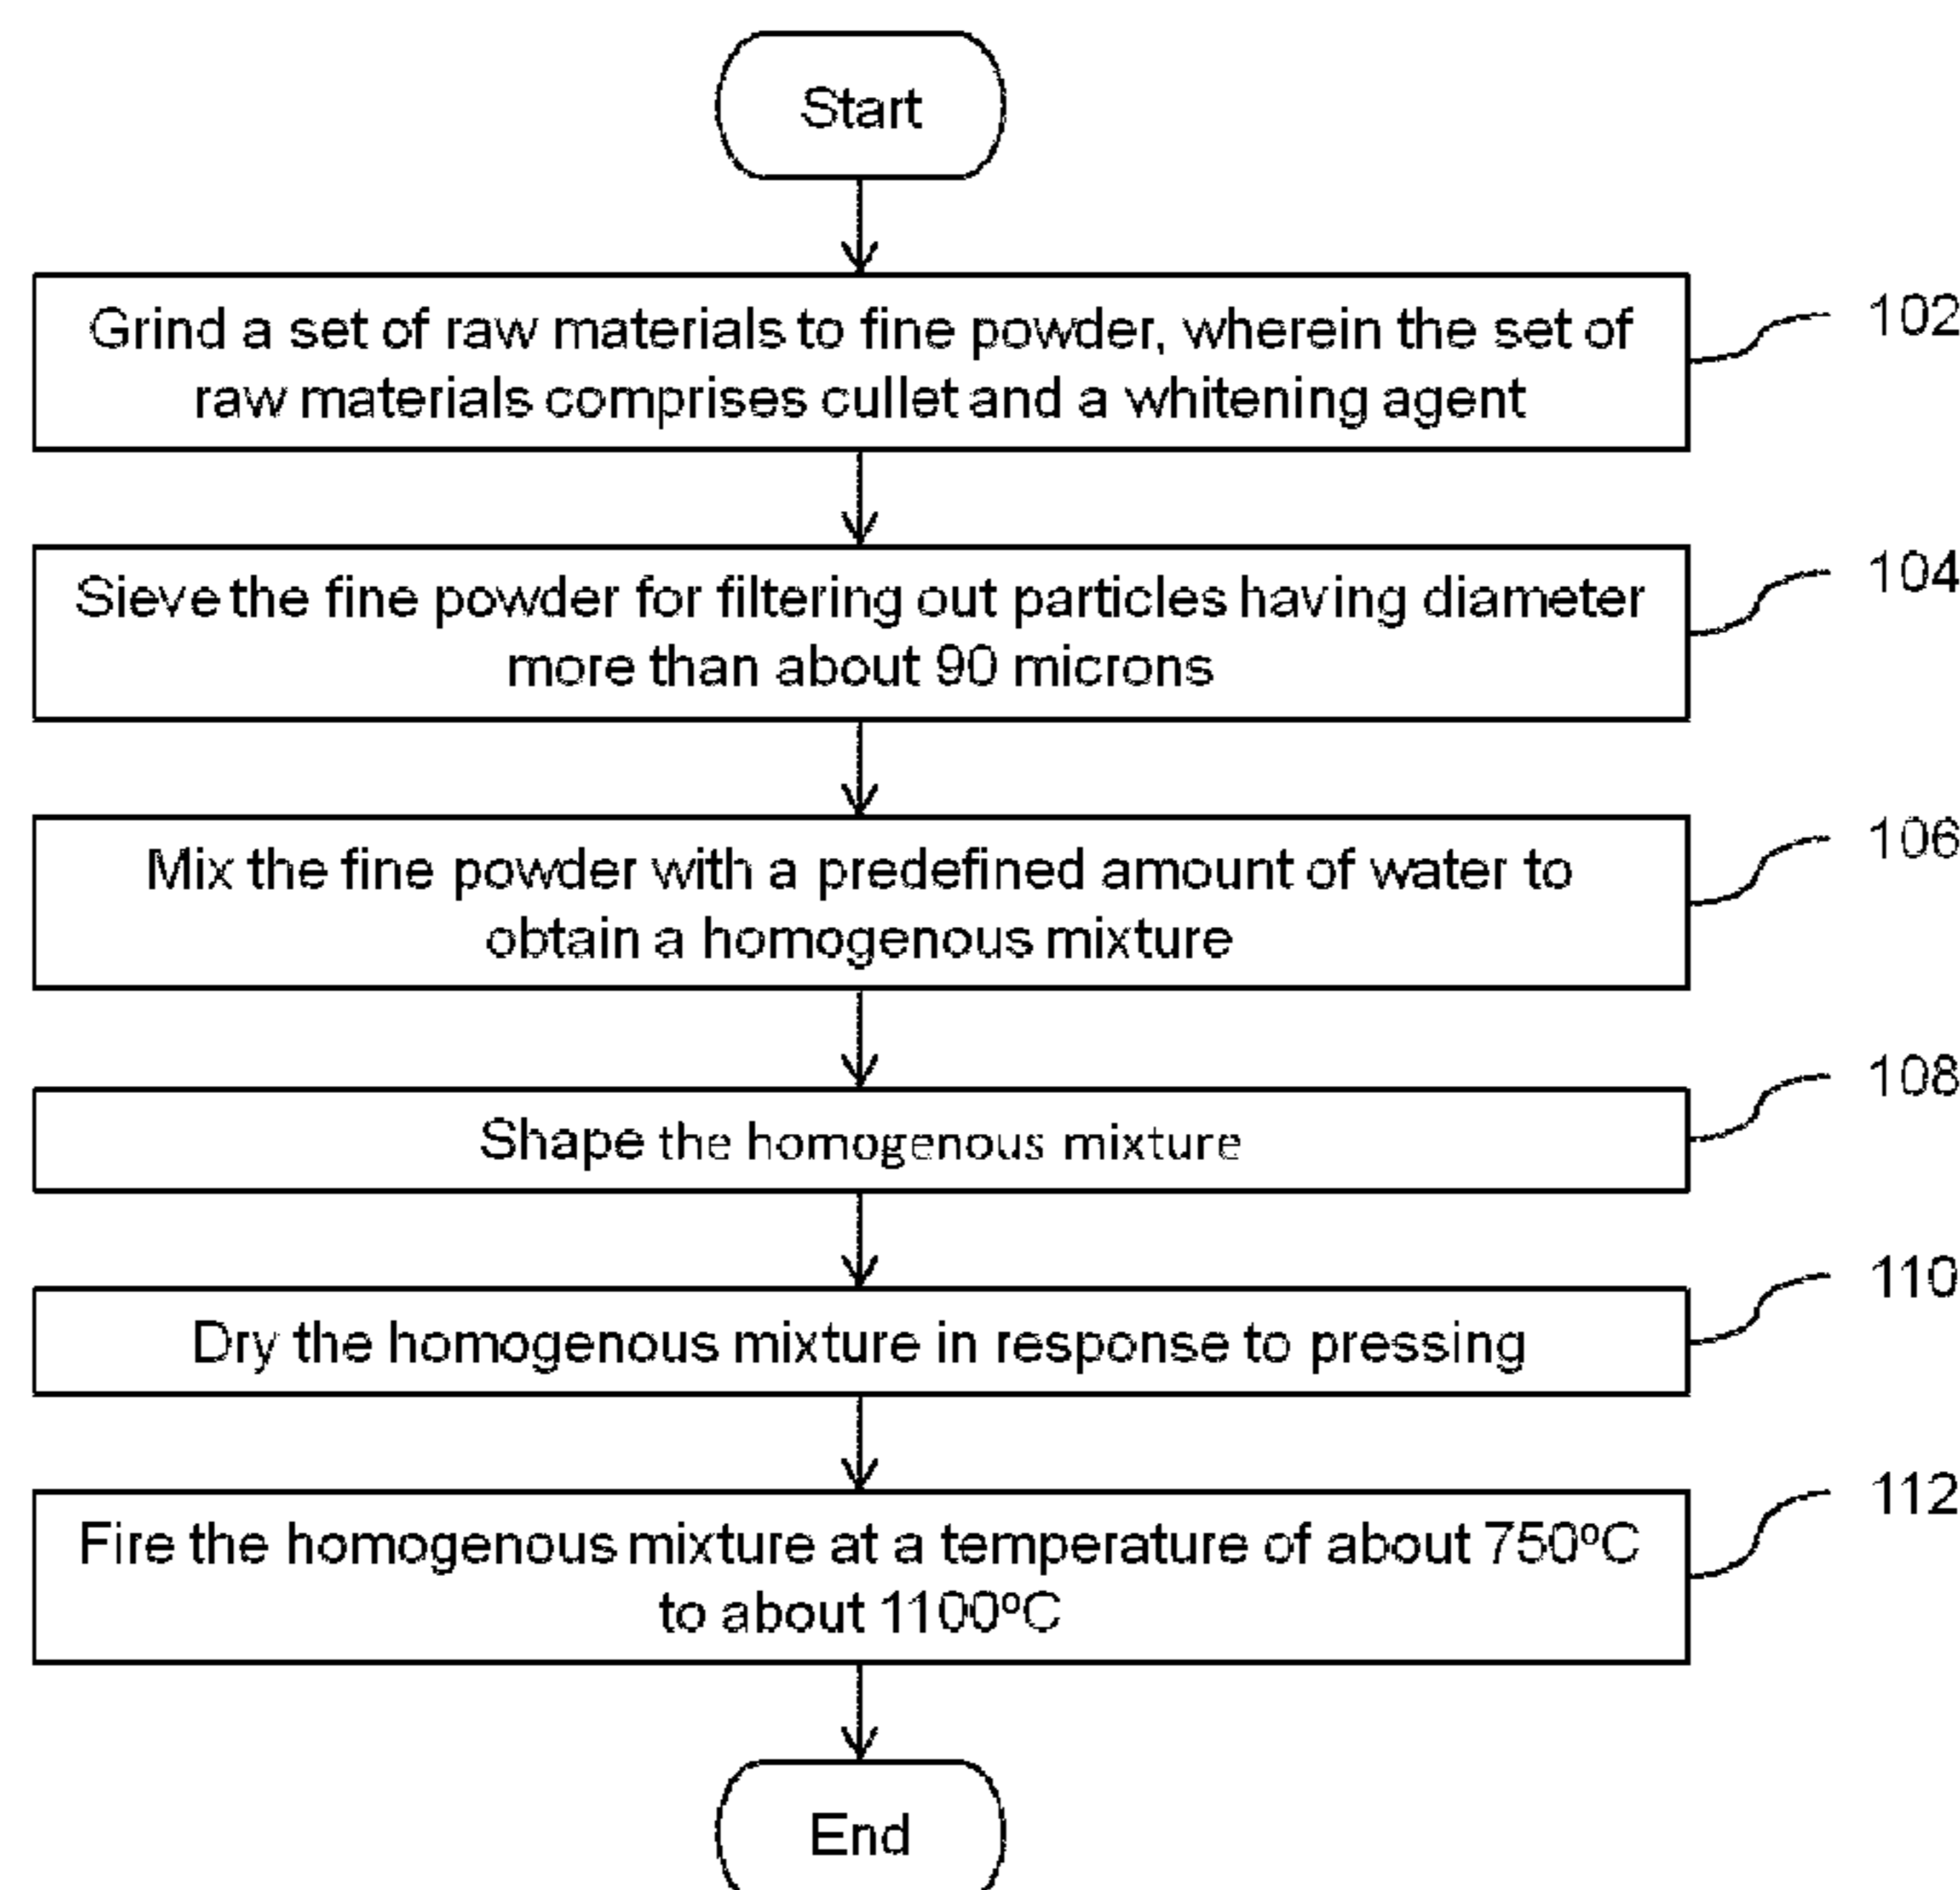 Start
Grind a set of raw materials to fine powder, wherein the set of
raw materials comprises cullet and a whitening agent
102
Sieve the fine powder for filtering out particles having diameter
more than about 90 microns
104
Mix the fine powder with a predefined amount of water to
obtain a homogenous mixture
106
Shape the homogenous mixture
108
Dry the homogenous mixture in response to pressing
110
Fire the homogenous mixture at a temperature of about 750ºC
to about 1100ºC
112
End